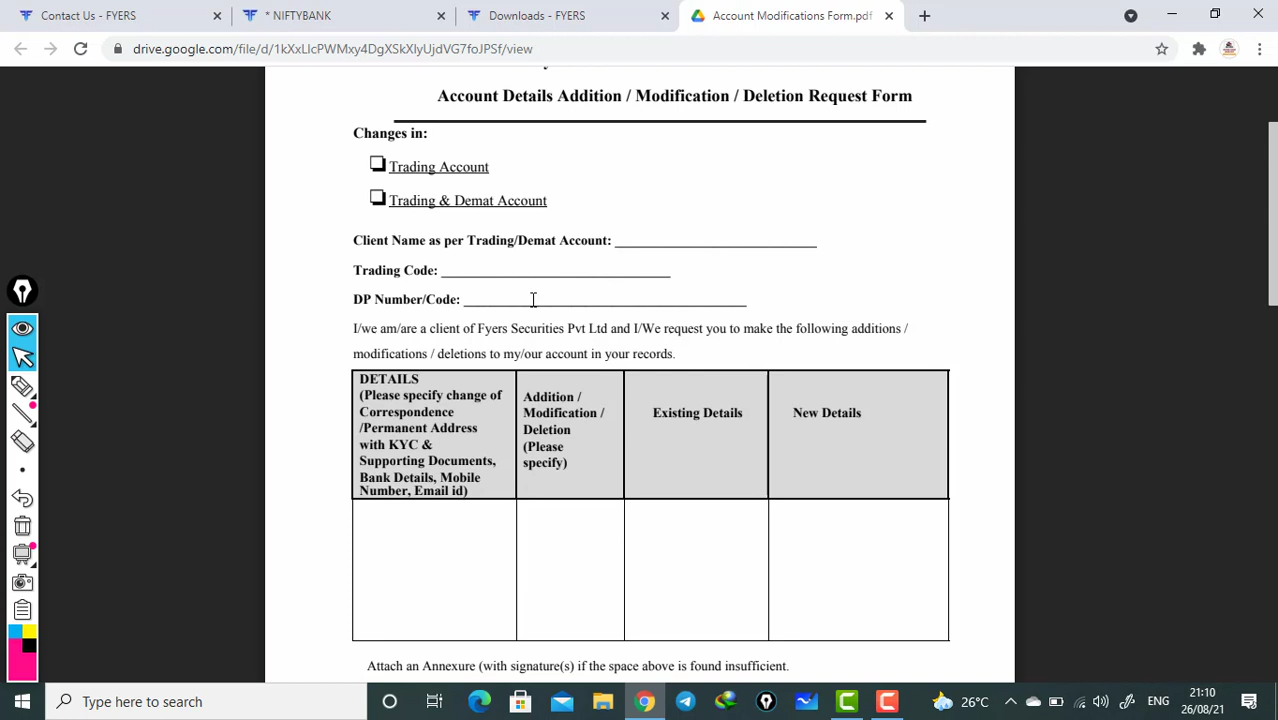 Contact Us - FYERS
* NIFTYBANK
Downloads - FYERS
Account Modifications Form.pdf
drive.google.com/file/d/1kXxLlcPWMxy4DgXSkXlyUjdVG7foJPSf/view
Account Details Addition / Modification / Deletion Request Form
Changes in:
Trading Account
Trading & Demat Account
Client Name as per Trading/Demat Account: ____________________________
Trading Code: ________________________________
DP Number/Code: _______________________________________
I/we am/are a client of Fyers Securities Pvt Ltd and I/We request you to make the following additions /
modifications / deletions to my/our account in your records.
DETAILS
(Please specify change of
Correspondence
/Permanent Address
with KYC &
Supporting Documents,
Bank Details, Mobile
Number, Email id)
Addition /
Modification /
Deletion
(Please
specify)
Existing Details
New Details
Attach an Annexure (with signature(s) if the space above is found insufficient.
Type here to search
26°C
ENG
21:10
26/08/21